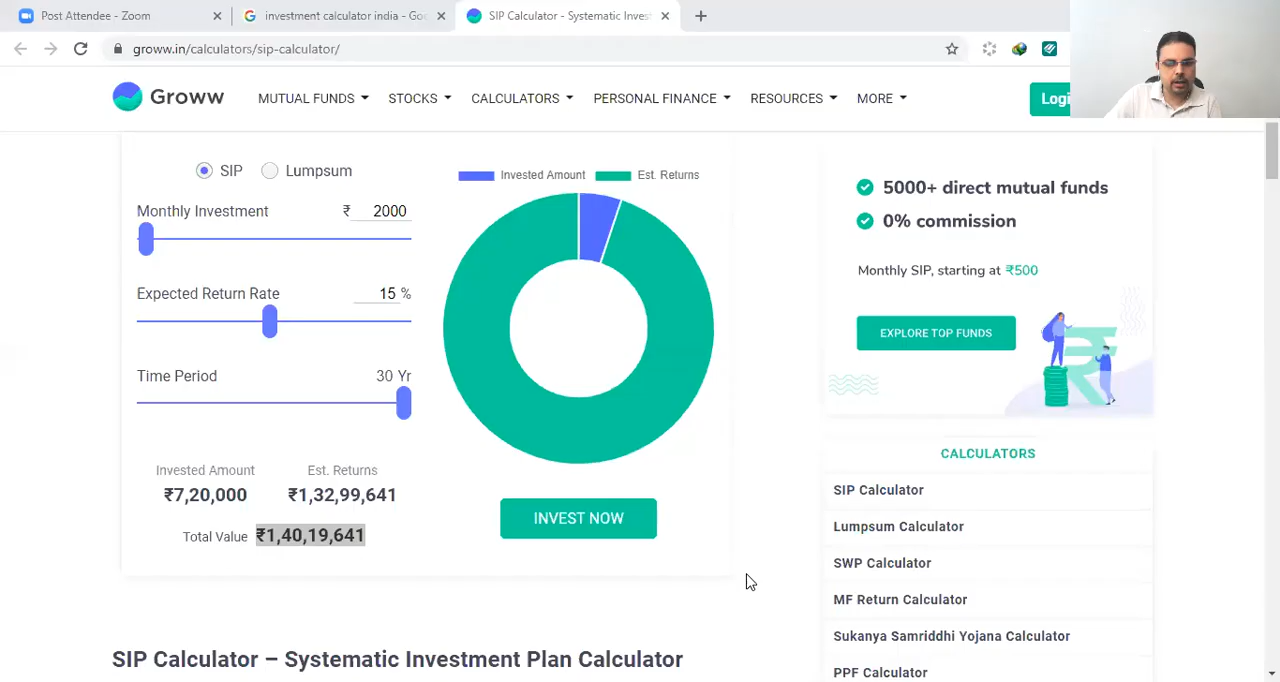 Post Attendee - Zoom
investment calculator india - Goo
SIP Calculator - Systematic Invest
groww.in/calculators/sip-calculator/
Groww
MUTUAL FUNDS
STOCKS
CALCULATORS
PERSONAL FINANCE
RESOURCES
MORE
Logi
SIP
Lumpsum
Monthly Investment ₹ 2000
Expected Return Rate 15 %
Time Period 30 Yr
Invested Amount Est. Returns
₹7,20,000 ₹1,32,99,641
Total Value ₹1,40,19,641
Invested Amount Est. Returns
INVEST NOW
5000+ direct mutual funds
0% commission
Monthly SIP, starting at ₹500
EXPLORE TOP FUNDS
CALCULATORS
SIP Calculator
Lumpsum Calculator
SWP Calculator
MF Return Calculator
Sukanya Samriddhi Yojana Calculator
PPF Calculator
SIP Calculator – Systematic Investment Plan Calculator